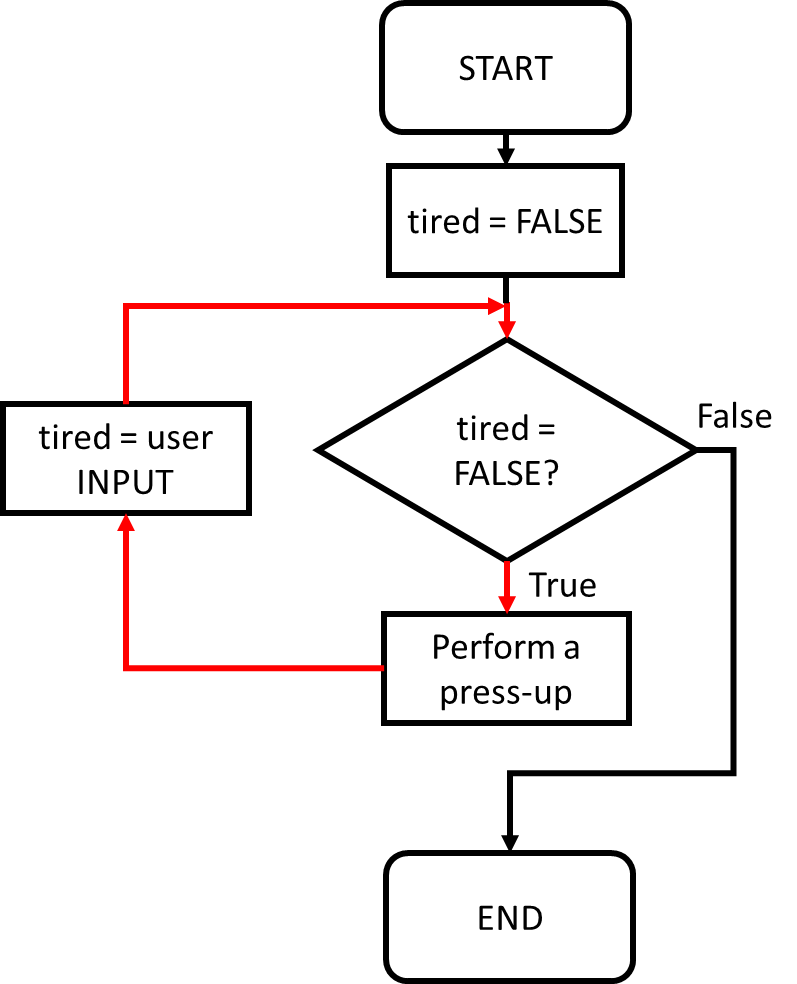 START
tired = FALSE
tired =
FALSE?
False
True
Perform a
press-up
tired = user
INPUT
END